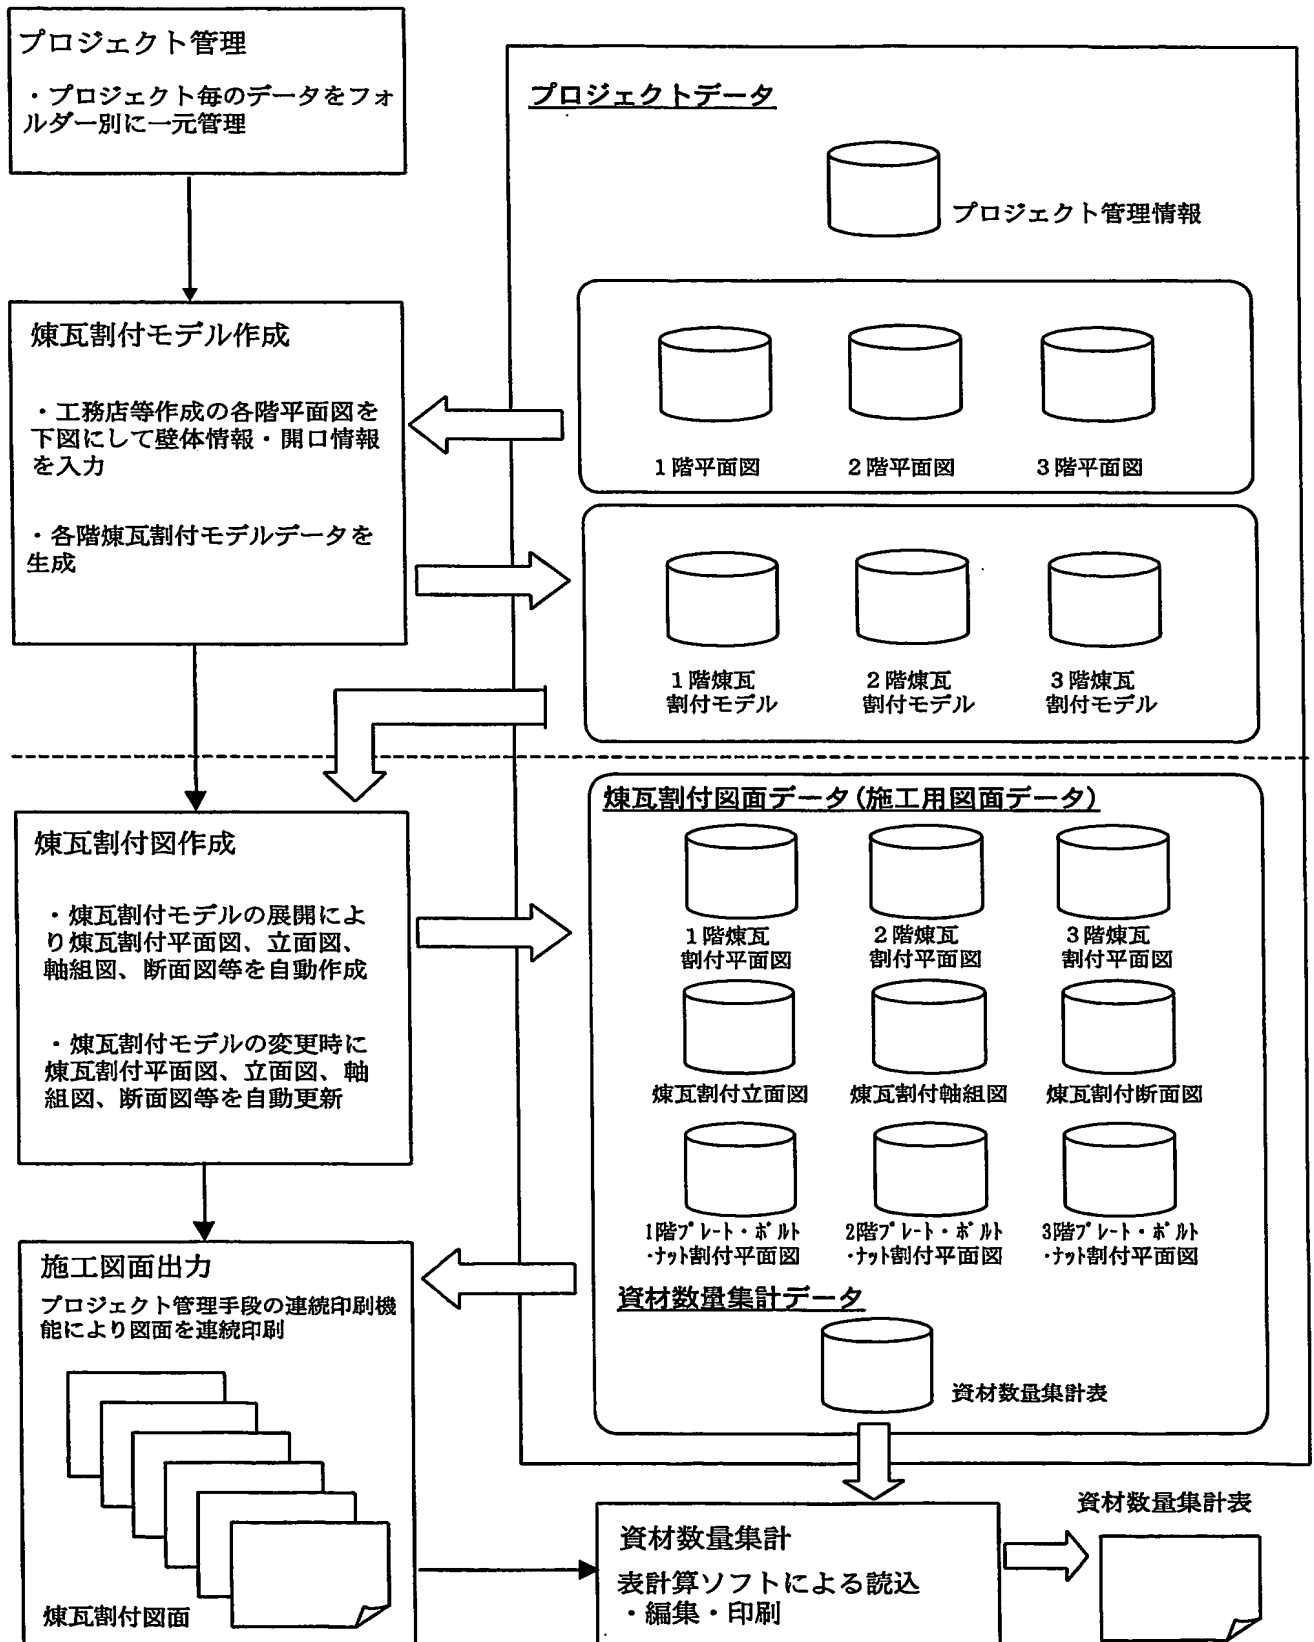 プロジェクト管理
・プロジェクト毎のデータをフォ
ルダー別に一元管理
プロジェクトデータ
プロジェクト管理情報
煉瓦割付モデル作成
・工務店等作成の各階平面図を
下図にして壁体情報・開口情報
を入力
・各階煉瓦割付モデルデータを
生成
1階平面図
2階平面図
3階平面図
1階煉瓦
割付モデル
2階煉瓦
割付モデル
3階煉瓦
割付モデル
煉瓦割付図作成
・煉瓦割付モデルの展開によ
り煉瓦割付平面図、立面図、
軸組図、断面図等を自動作成
・煉瓦割付モデルの変更時に
煉瓦割付平面図、立面図、軸
組図、断面図等を自動更新
煉瓦割付図面データ(施工用図面データ)
1階煉瓦
割付平面図
2階煉瓦
割付平面図
3階煉瓦
割付平面図
煉瓦割付立面図
煉瓦割付軸組図
煉瓦割付断面図
1階プレート・ボルト
・ナット割付平面図
2階プレート・ボルト
・ナット割付平面図
3階プレート・ボルト
・ナット割付平面図
資材数量集計データ
資材数量集計表
施工図面出力
プロジェクト管理手段の連続印刷機
能により図面を連続印刷
煉瓦割付図面
資材数量集計
表計算ソフトによる読込
・編集・印刷
資材数量集計表